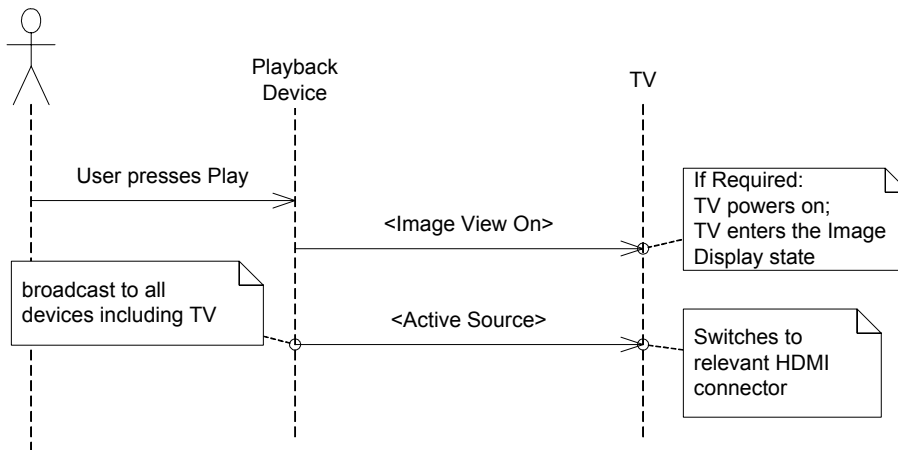 Playback
Device
TV
User presses Play
If Required:
TV powers on;
TV enters the Image
Display state
<Image View On>
broadcast to all
devices including TV
<Active Source>
Switches to
relevant HDMI
connector